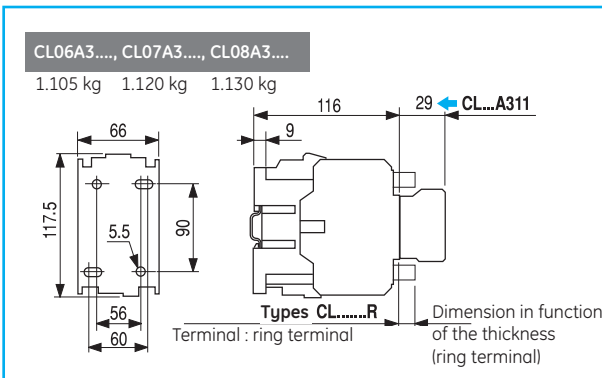 CL06A3...., CL07A3...., CL08A3....
1.105 kg 1.120 kg 1.130 kg
116 29 CL...A311
66 9
117.5 5.5 90
56
60
Types CL.......R
Terminal : ring terminal
Dimension in function
of the thickness
(ring terminal)